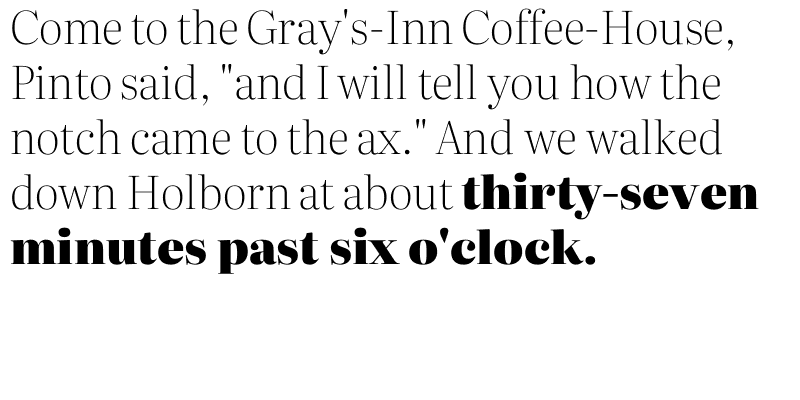 Come to the Gray's-Inn Coffee-House,
Pinto said, "and I will tell you how the
notch came to the ax." And we walked
down Holborn at about thirty-seven
minutes past six o'clock.